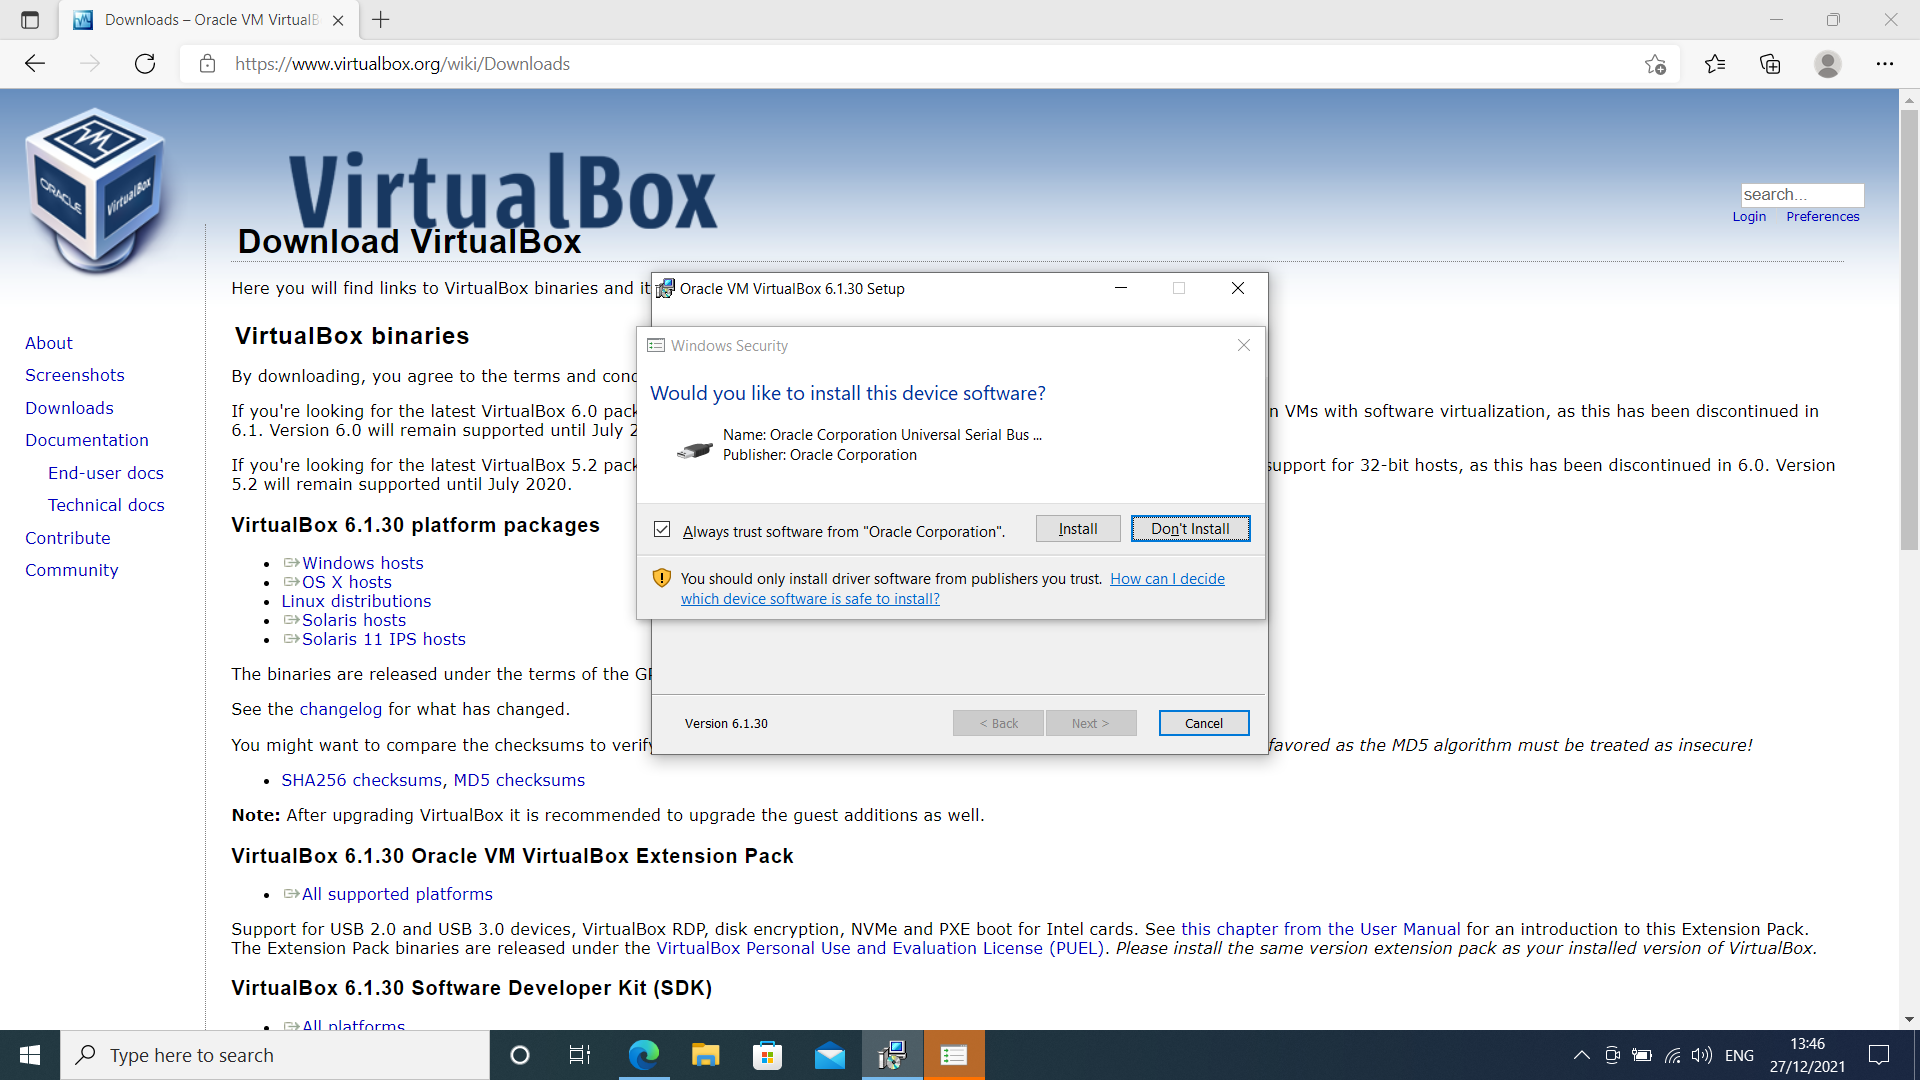 Downloads – Oracle VM VirtualB
https://www.virtualbox.org/wiki/Downloads
ORACLE
VirtualBox
VirtualBox
search...
Login Preferences
Download VirtualBox
Here you will find links to VirtualBox binaries and it
About
Screenshots
Downloads
Documentation
End-user docs
Technical docs
Contribute
Community
VirtualBox binaries
By downloading, you agree to the terms and conc
If you're looking for the latest VirtualBox 6.0 pack n VMs with software virtualization, as this has been discontinued in
6.1. Version 6.0 will remain supported until July 2
If you're looking for the latest VirtualBox 5.2 pack support for 32-bit hosts, as this has been discontinued in 6.0. Version
5.2 will remain supported until July 2020.
VirtualBox 6.1.30 platform packages
Windows hosts
OS X hosts
Linux distributions
Solaris hosts
Solaris 11 IPS hosts
The binaries are released under the terms of the GP
See the changelog for what has changed.
You might want to compare the checksums to verify favored as the MD5 algorithm must be treated as insecure!
SHA256 checksums, MD5 checksums
Note: After upgrading VirtualBox it is recommended to upgrade the guest additions as well.
VirtualBox 6.1.30 Oracle VM VirtualBox Extension Pack
All supported platforms
Support for USB 2.0 and USB 3.0 devices, VirtualBox RDP, disk encryption, NVMe and PXE boot for Intel cards. See this chapter from the User Manual for an introduction to this Extension Pack.
The Extension Pack binaries are released under the VirtualBox Personal Use and Evaluation License (PUEL). Please install the same version extension pack as your installed version of VirtualBox.
VirtualBox 6.1.30 Software Developer Kit (SDK)
All platforms
Oracle VM VirtualBox 6.1.30 Setup
Windows Security
Would you like to install this device software?
Name: Oracle Corporation Universal Serial Bus ...
Publisher: Oracle Corporation
Always trust software from "Oracle Corporation".
Install Don't Install
You should only install driver software from publishers you trust. How can I decide
which device software is safe to install?
Version 6.1.30
< Back Next > Cancel
Type here to search
ENG
13:46
27/12/2021